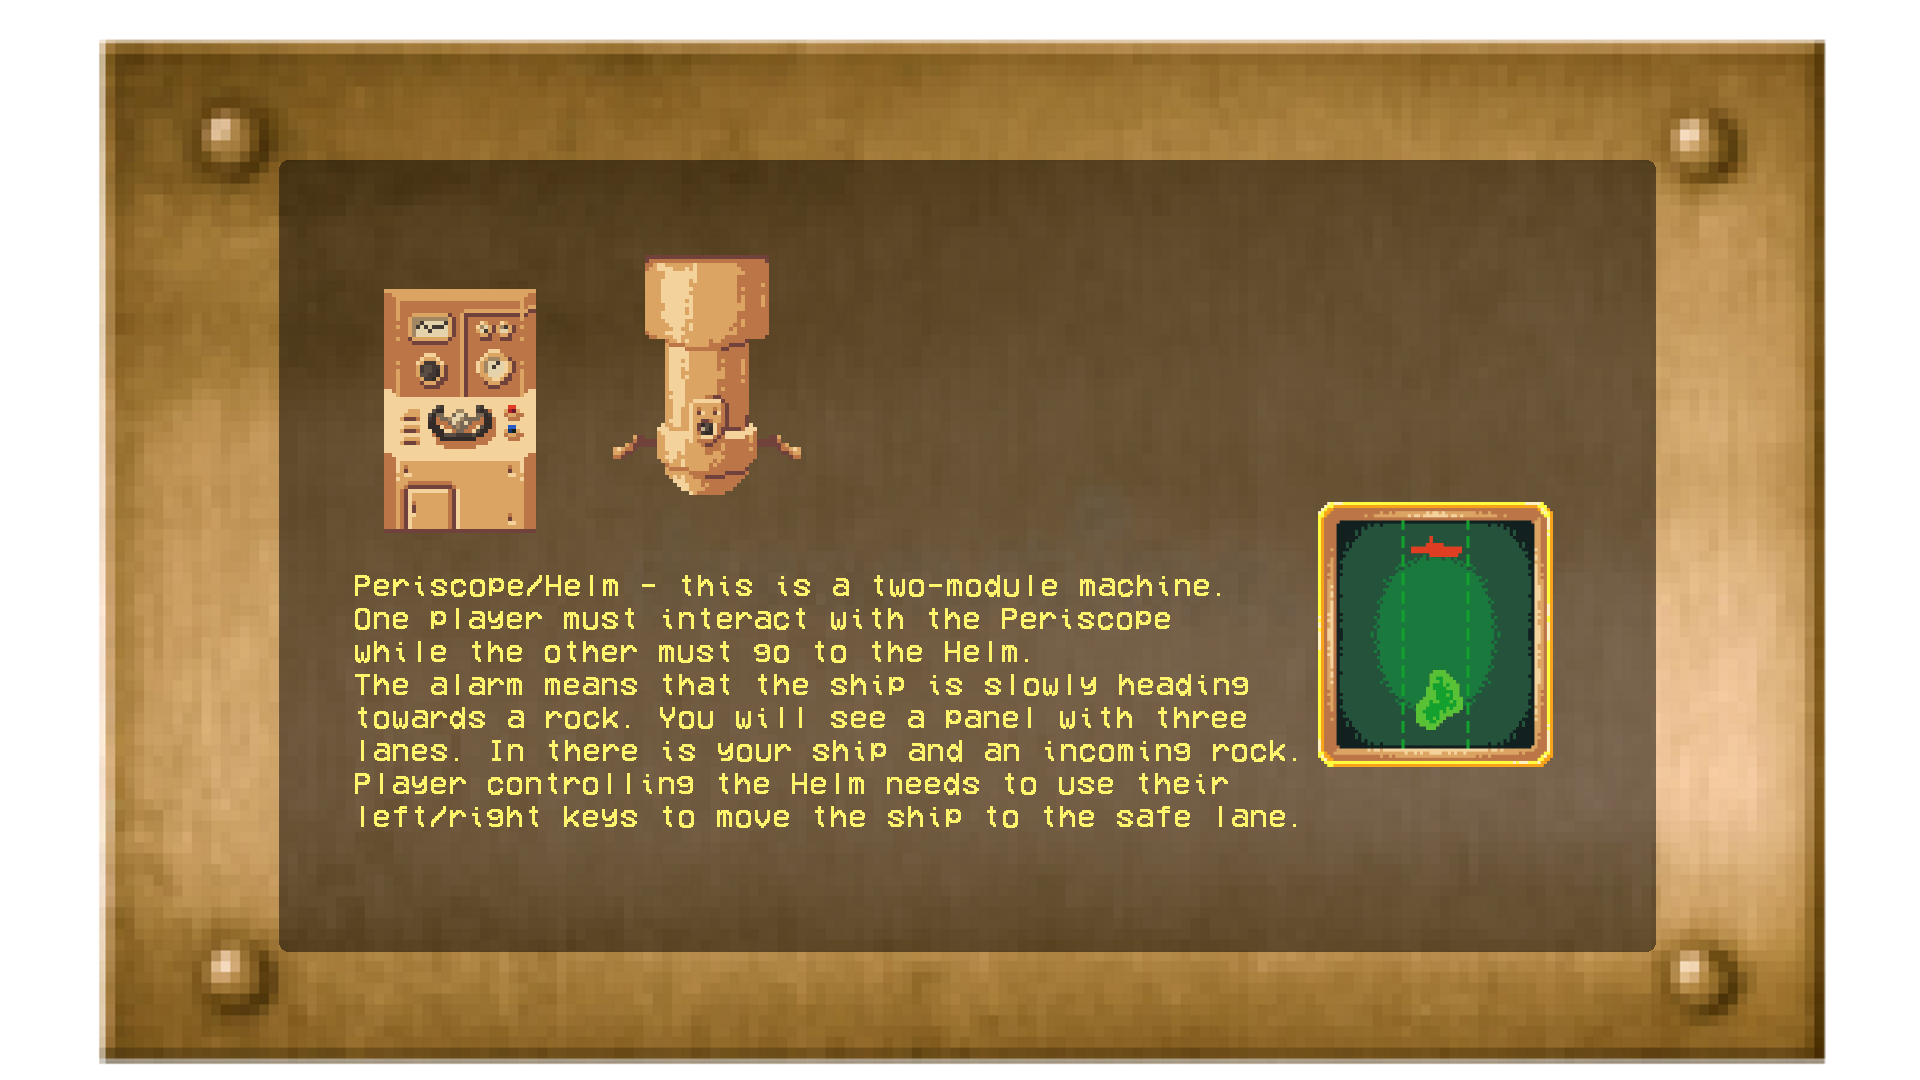 Periscope/Helm - this is a two-module machine.
One player must interact with the Periscope
while the other must go to the Helm.
The alarm means that the ship is slowly heading
towards a rock. You will see a panel with three
lanes. In there is your ship and an incoming rock.
Player controlling the Helm needs to use their
left/right keys to move the ship to the safe lane.